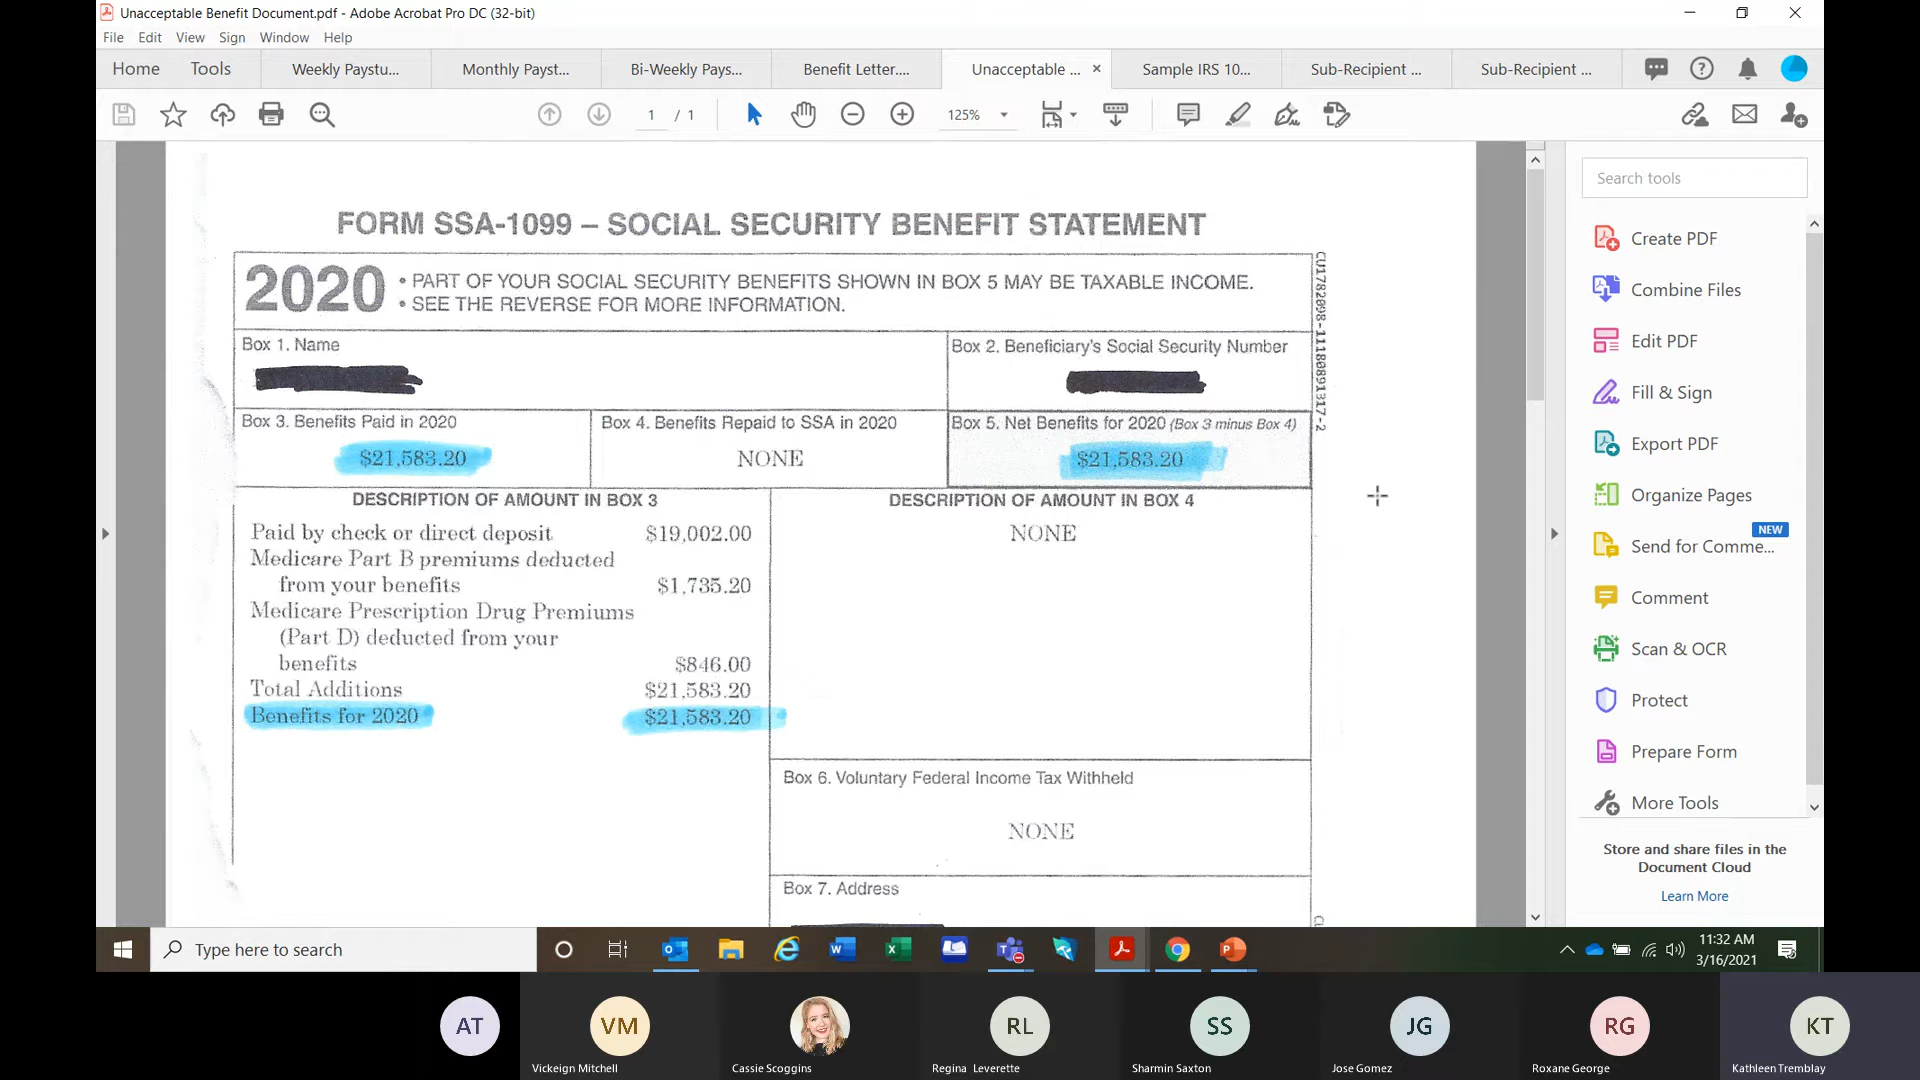 Unacceptable Benefit Document.pdf - Adobe Acrobat Pro DC (32-bit)
File Edit View Sign Window Help
Home Tools Weekly Paystu... Monthly Payst... Bi-Weekly Pays... Benefit Letter.... Unacceptable ... × Sample IRS 10... Sub-Recipient ... Sub-Recipient ...
1 / 1 125%
Search tools
Create PDF
Combine Files
Edit PDF
Fill & Sign
Export PDF
Organize Pages
NEW
Send for Comme...
Comment
Scan & OCR
Protect
Prepare Form
More Tools
Store and share files in the
Document Cloud
Learn More
FORM SSA-1099 – SOCIAL SECURITY BENEFIT STATEMENT
2020 • PART OF YOUR SOCIAL SECURITY BENEFITS SHOWN IN BOX 5 MAY BE TAXABLE INCOME.
• SEE THE REVERSE FOR MORE INFORMATION.
Box 1. Name
Box 2. Beneficiary's Social Security Number
Box 3. Benefits Paid in 2020
$21,583.20
Box 4. Benefits Repaid to SSA in 2020
NONE
Box 5. Net Benefits for 2020 (Box 3 minus Box 4)
$21,583.20
DESCRIPTION OF AMOUNT IN BOX 3
Paid by check or direct deposit $19,002.00
Medicare Part B premiums deducted
from your benefits $1,735.20
Medicare Prescription Drug Premiums
(Part D) deducted from your
benefits $846.00
Total Additions $21,583.20
Benefits for 2020 $21,583.20
DESCRIPTION OF AMOUNT IN BOX 4
NONE
Box 6. Voluntary Federal Income Tax Withheld
NONE
Box 7. Address
Type here to search
11:32 AM
3/16/2021
AT VM RL SS JG RG KT
Vickeign Mitchell Cassie Scoggins Regina Leverette Sharmin Saxton Jose Gomez Roxane George Kathleen Tremblay